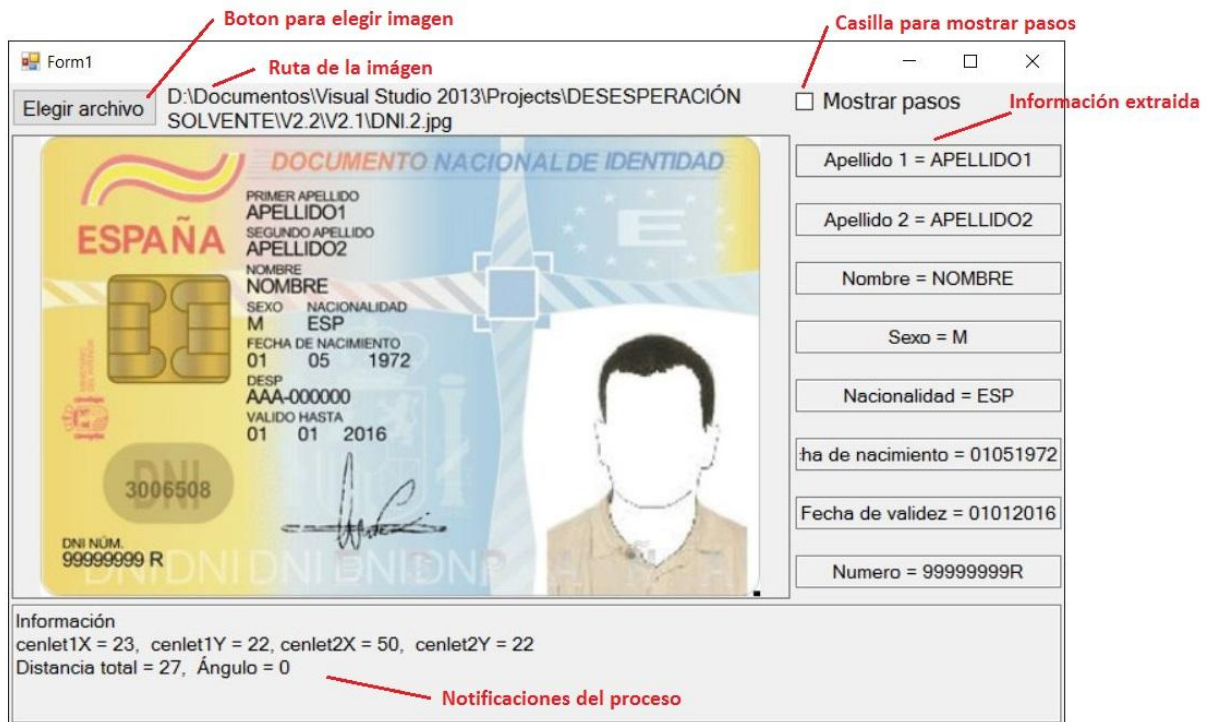 Boton para elegir imagen
Casilla para mostrar pasos
Form1
Ruta de la imágen
Elegir archivo
D:\Documentos\Visual Studio 2013\Projects\DESESPERACIÓN
SOLVENTE\V2.2\V2.1\DNI.2.jpg
Mostrar pasos
Información extraida
DOCUMENTO NACIONAL DE IDENTIDAD
ESPAÑA
E
PRIMER APELLIDO
APELLIDO1
SEGUNDO APELLIDO
APELLIDO2
NOMBRE
NOMBRE
SEXO NACIONALIDAD
M ESP
FECHA DE NACIMIENTO
01 05 1972
DESP
AAA-000000
VALIDO HASTA
01 01 2016
DNI
3006508
DNI NÚM.
99999999 R
DNI DNI DNI DNI DNI
Apellido 1 = APELLIDO1
Apellido 2 = APELLIDO2
Nombre = NOMBRE
Sexo = M
Nacionalidad = ESP
ha de nacimiento = 01051972
Fecha de validez = 01012016
Numero = 99999999R
Información
cenlet1X = 23, cenlet1Y = 22, cenlet2X = 50, cenlet2Y = 22
Distancia total = 27, Ángulo = 0
Notificaciones del proceso